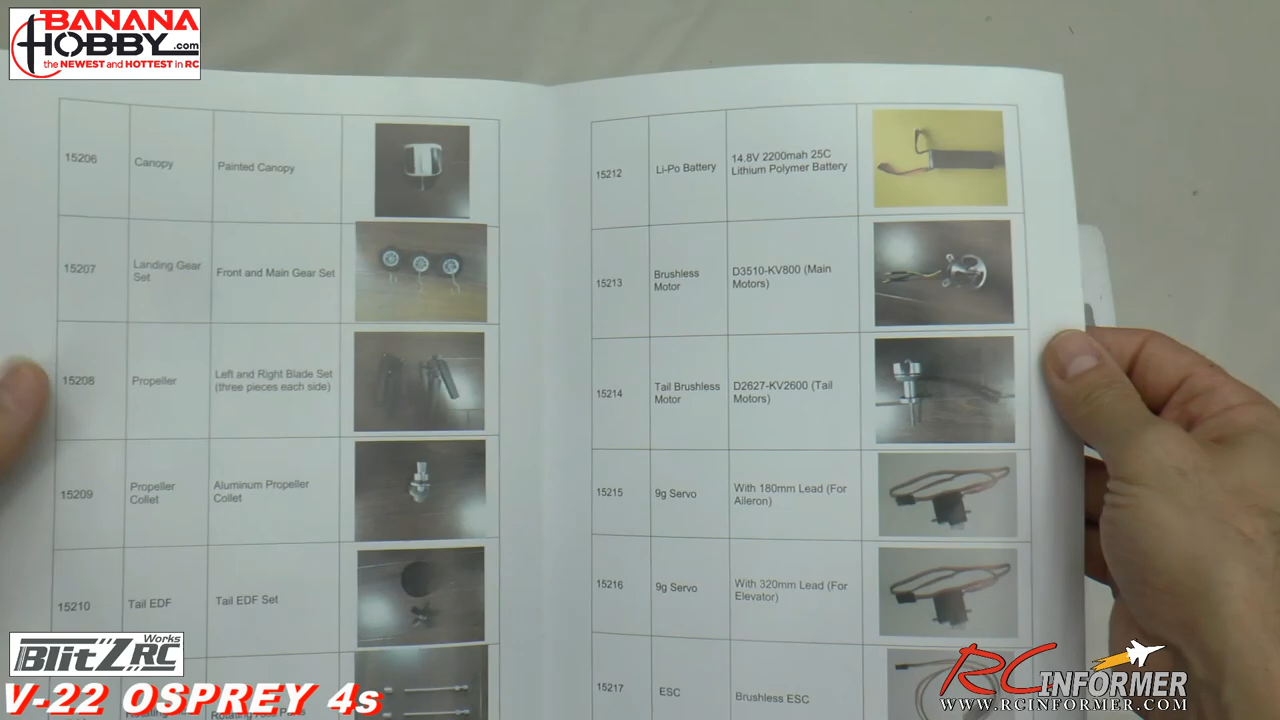 BANANA
HOBBY.com
the NEWEST and HOTTEST in RC
15206
Canopy
Painted Canopy
15207
Landing Gear
Set
Front and Main Gear Set
15208
Propeller
Left and Right Blade Set
(three pieces each side)
15209
Propeller
Collet
Aluminum Propeller
Collet
15210
Tail EDF
Tail EDF Set
15212
Li-Po Battery
14.8V 2200mah 25C
Lithium Polymer Battery
15213
Brushless
Motor
D3510-KV800 (Main
Motors)
15214
Tail Brushless
Motor
D2627-KV2600 (Tail
Motors)
15215
9g Servo
With 180mm Lead (For
Aileron)
15216
9g Servo
With 320mm Lead (For
Elevator)
15217
ESC
Brushless ESC
BlitZRC
Works
V-22 OSPREY 4s
RC INFORMER
WWW.RCINFORMER.COM